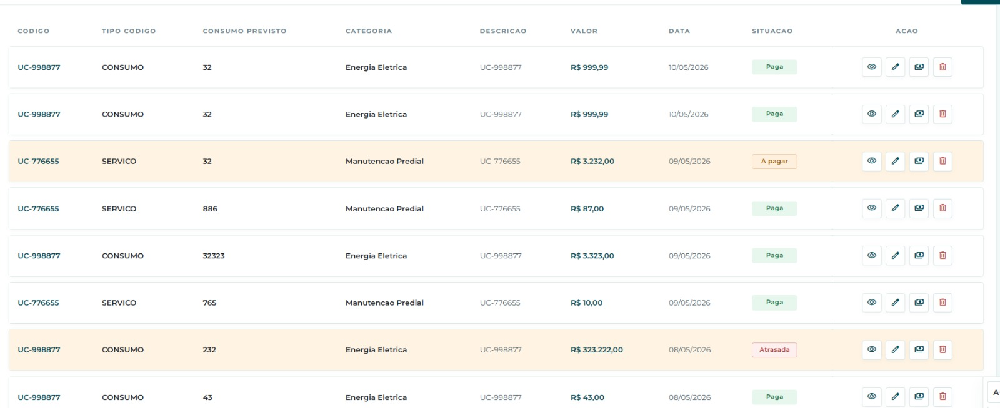 CODIGO TIPO CODIGO CONSUMO PREVISTO CATEGORIA DESCRICAO VALOR DATA SITUACAO ACAO
UC-998877 CONSUMO 32 Energia Eletrica UC-998877 R$ 999,99 10/05/2026 Paga
UC-998877 CONSUMO 32 Energia Eletrica UC-998877 R$ 999,99 10/05/2026 Paga
UC-776655 SERVICO 32 Manutencao Predial UC-776655 R$ 3.232,00 09/05/2026 A pagar
UC-776655 SERVICO 886 Manutencao Predial UC-776655 R$ 87,00 09/05/2026 Paga
UC-998877 CONSUMO 32323 Energia Eletrica UC-998877 R$ 3.323,00 09/05/2026 Paga
UC-776655 SERVICO 765 Manutencao Predial UC-776655 R$ 10,00 09/05/2026 Paga
UC-998877 CONSUMO 232 Energia Eletrica UC-998877 R$ 323.222,00 08/05/2026 Atrasada
UC-998877 CONSUMO 43 Energia Eletrica UC-998877 R$ 43,00 08/05/2026 Paga